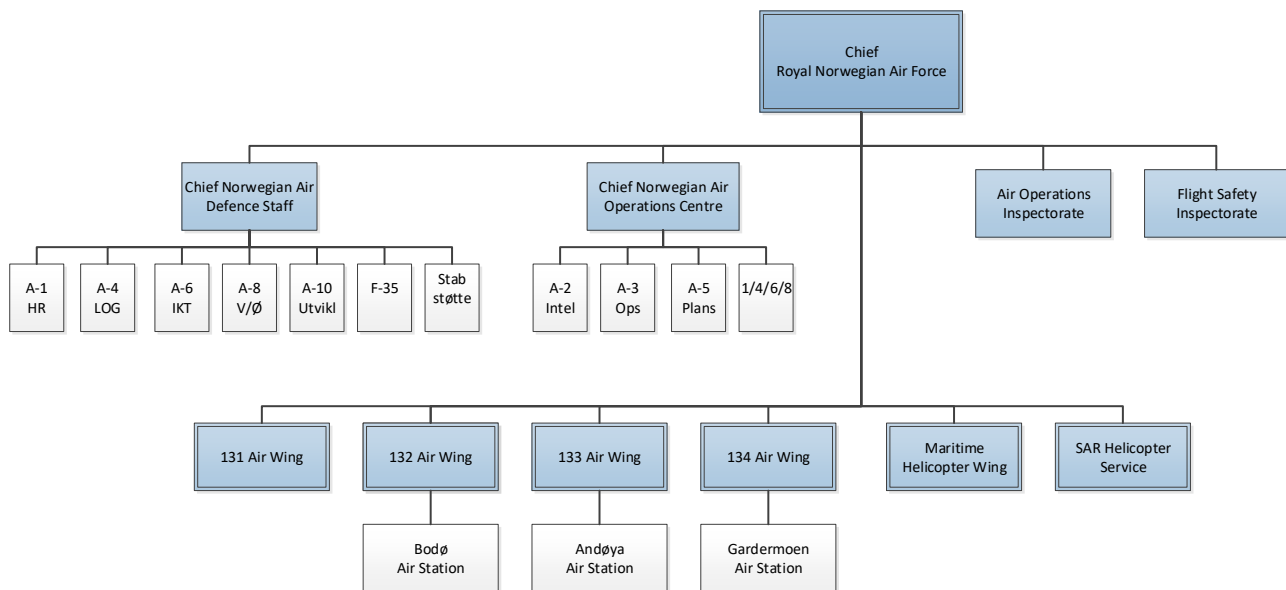 Chief
Royal Norwegian Air Force
Chief Norwegian Air
Defence Staff
Chief Norwegian Air
Operations Centre
Air Operations
Inspectorate
Flight Safety
Inspectorate
A-1
HR
A-4
LOG
A-6
IKT
A-8
V/Ø
A-10
Utvikl
F-35
Stab
støtte
A-2
Intel
A-3
Ops
A-5
Plans
1/4/6/8
131 Air Wing
132 Air Wing
133 Air Wing
134 Air Wing
Maritime
Helicopter Wing
SAR Helicopter
Service
Bodø
Air Station
Andøya
Air Station
Gardermoen
Air Station